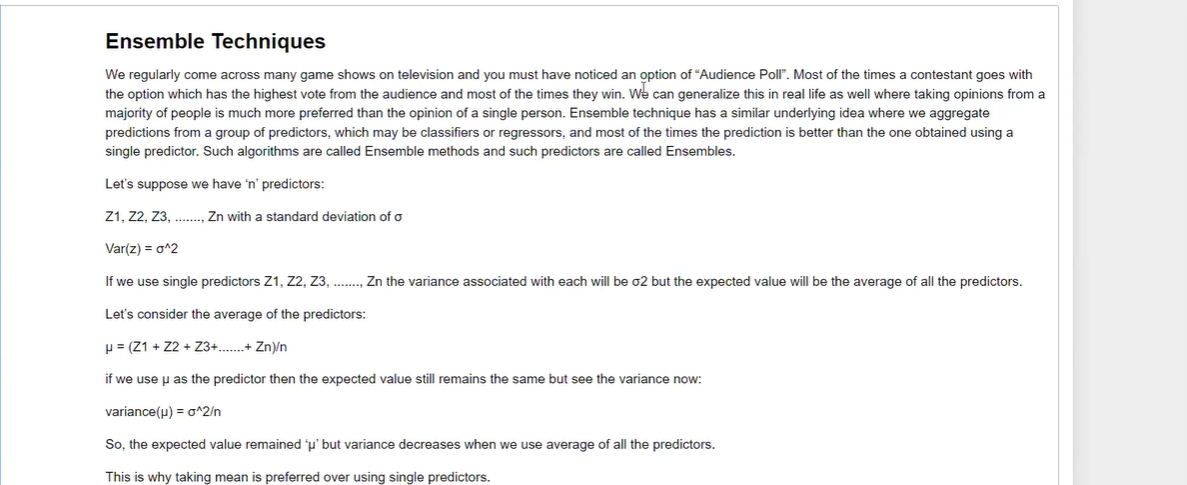 Ensemble Techniques
We regularly come across many game shows on television and you must have noticed an option of “Audience Poll”. Most of the times a contestant goes with
the option which has the highest vote from the audience and most of the times they win. We can generalize this in real life as well where taking opinions from a
majority of people is much more preferred than the opinion of a single person. Ensemble technique has a similar underlying idea where we aggregate
predictions from a group of predictors, which may be classifiers or regressors, and most of the times the prediction is better than the one obtained using a
single predictor. Such algorithms are called Ensemble methods and such predictors are called Ensembles.
Let’s suppose we have ‘n’ predictors:
Z1, Z2, Z3, ......., Zn with a standard deviation of σ
Var(z) = σ^2
If we use single predictors Z1, Z2, Z3, ......., Zn the variance associated with each will be σ2 but the expected value will be the average of all the predictors.
Let’s consider the average of the predictors:
µ = (Z1 + Z2 + Z3+.......+ Zn)/n
if we use µ as the predictor then the expected value still remains the same but see the variance now:
variance(µ) = σ^2/n
So, the expected value remained ‘µ’ but variance decreases when we use average of all the predictors.
This is why taking mean is preferred over using single predictors.